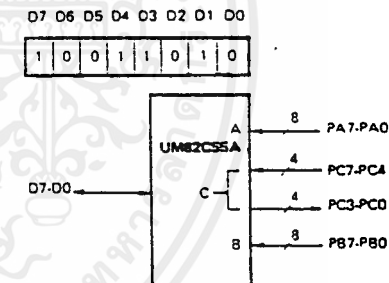 D7 D6 D5 D4 D3 D2 D1 D0
1 0 0 1 1 0 1 0
A 8 PA7-PA0
UM82C55A
4 PC7-PC4
D7-D0 C
4 PC3-PC0
B 8 PB7-PB0